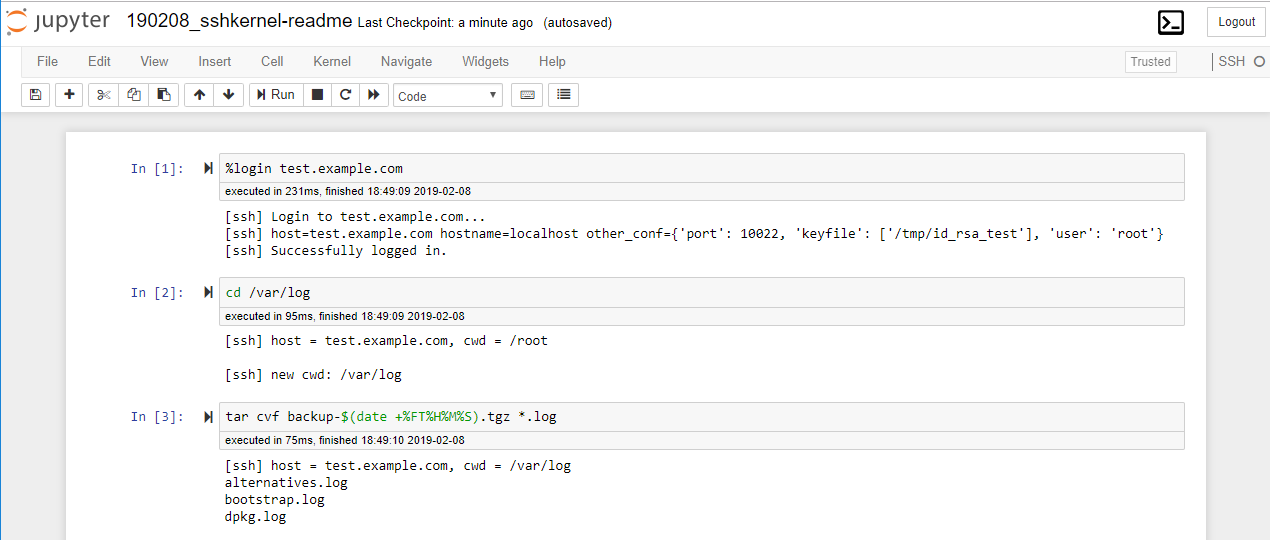 jupyter 190208_sshkernel-readme Last Checkpoint: a minute ago (autosaved) Logout
File Edit View Insert Cell Kernel Navigate Widgets Help Trusted SSH
Run Code
In [1]: %login test.example.com
executed in 231ms, finished 18:49:09 2019-02-08
[ssh] Login to test.example.com...
[ssh] host=test.example.com hostname=localhost other_conf={'port': 10022, 'keyfile': ['/tmp/id_rsa_test'], 'user': 'root'}
[ssh] Successfully logged in.
In [2]: cd /var/log
executed in 95ms, finished 18:49:09 2019-02-08
[ssh] host = test.example.com, cwd = /root
[ssh] new cwd: /var/log
In [3]: tar cvf backup-$(date +%FT%H%M%S).tgz *.log
executed in 75ms, finished 18:49:10 2019-02-08
[ssh] host = test.example.com, cwd = /var/log
alternatives.log
bootstrap.log
dpkg.log